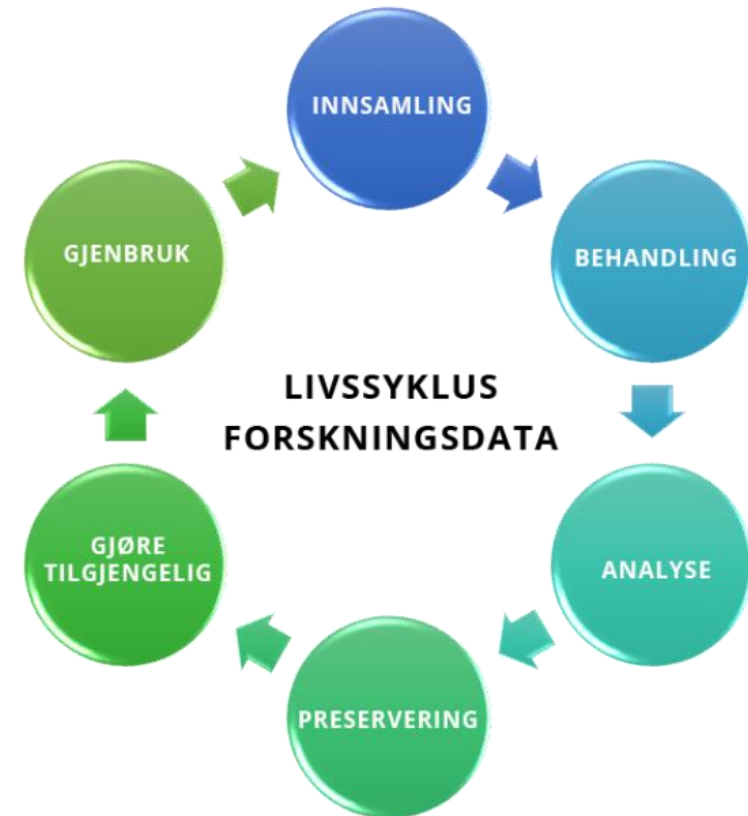 INNSAMLING
BEHANDLING
ANALYSE
PRESERVERING
GJØRE
TILGJENGELIG
GJENBRUK
LIVSSYKLUS
FORSKNINGSDATA